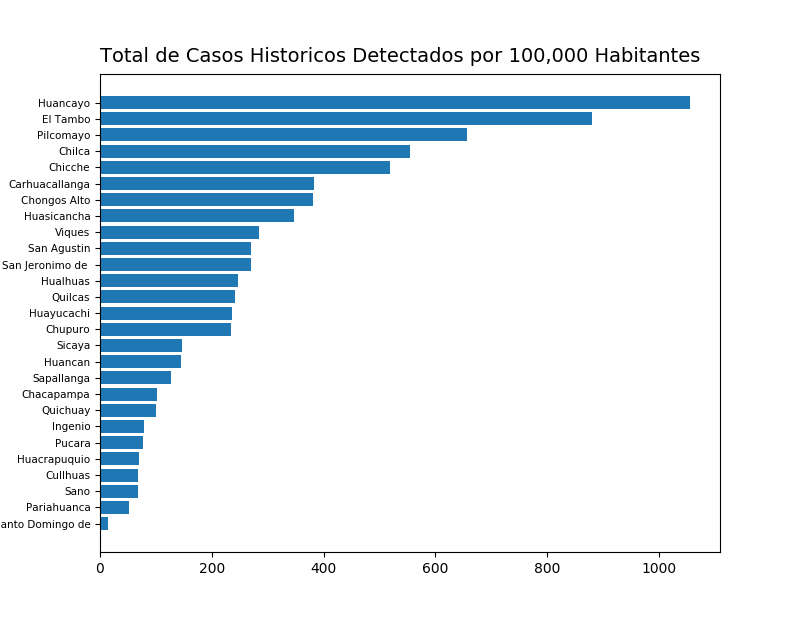 Total de Casos Historicos Detectados por 100,000 Habitantes
Huancayo
El Tambo
Pilcomayo
Chilca
Chicche
Carhuacallanga
Chongos Alto
Huasicancha
Viques
San Agustin
San Jeronimo de
Hualhuas
Quilcas
Huayucachi
Chupuro
Sicaya
Huancan
Sapallanga
Chacapampa
Quichuay
Ingenio
Pucara
Huacrapuquio
Cullhuas
Sano
Pariahuanca
anto Domingo de
0 200 400 600 800 1000